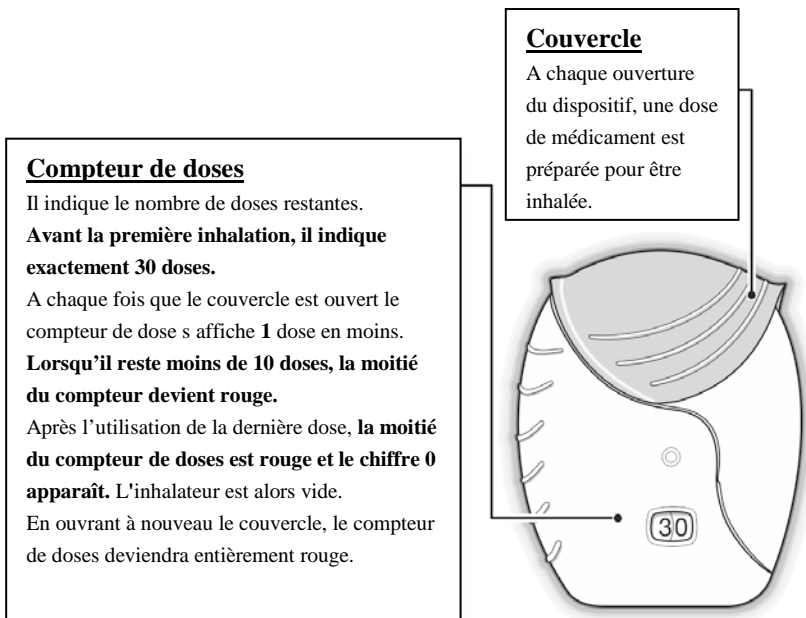 Couvercle
A chaque ouverture
du dispositif, une dose
de médicament est
préparée pour être
inhalée.
Compteur de doses
Il indique le nombre de doses restantes.
Avant la première inhalation, il indique
exactement 30 doses.
A chaque fois que le couvercle est ouvert le
compteur de dose s affiche 1 dose en moins.
Lorsqu’il reste moins de 10 doses, la moitié
du compteur devient rouge.
Après l’utilisation de la dernière dose, la moitié
du compteur de doses est rouge et le chiffre 0
apparaît. L'inhalateur est alors vide.
En ouvrant à nouveau le couvercle, le compteur
de doses deviendra entièrement rouge.
30